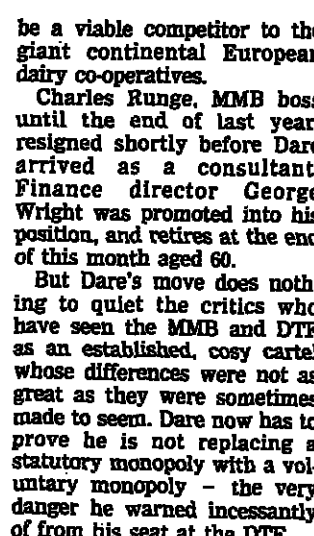 be a viable competitor to the
giant continental European
dairy co-operatives.
Charles Runge, MMB boss
until the end of last year,
resigned shortly before Dare
arrived as a consultant.
Finance director George
Wright was promoted into his
position, and retires at the end
of this month aged 60.
But Dare's move does noth-
ing to quiet the critics who
have seen the MMB and DTF
as an established, cosy cartel
whose differences were not as
great as they were sometimes
made to seem. Dare now has to
prove he is not replacing a
statutory monopoly with a vol-
untary monopoly – the very
danger he warned incessantly
of from his seat at the DTF.